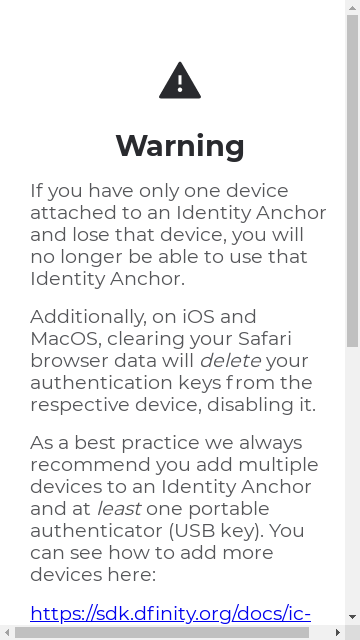 Warning
If you have only one device
attached to an Identity Anchor
and lose that device, you will
no longer be able to use that
Identity Anchor.
Additionally, on iOS and
MacOS, clearing your Safari
browser data will delete your
authentication keys from the
respective device, disabling it.
As a best practice we always
recommend you add multiple
devices to an Identity Anchor
and at least one portable
authenticator (USB key). You
can see how to add more
devices here:
https://sdk.dfinity.org/docs/ic-